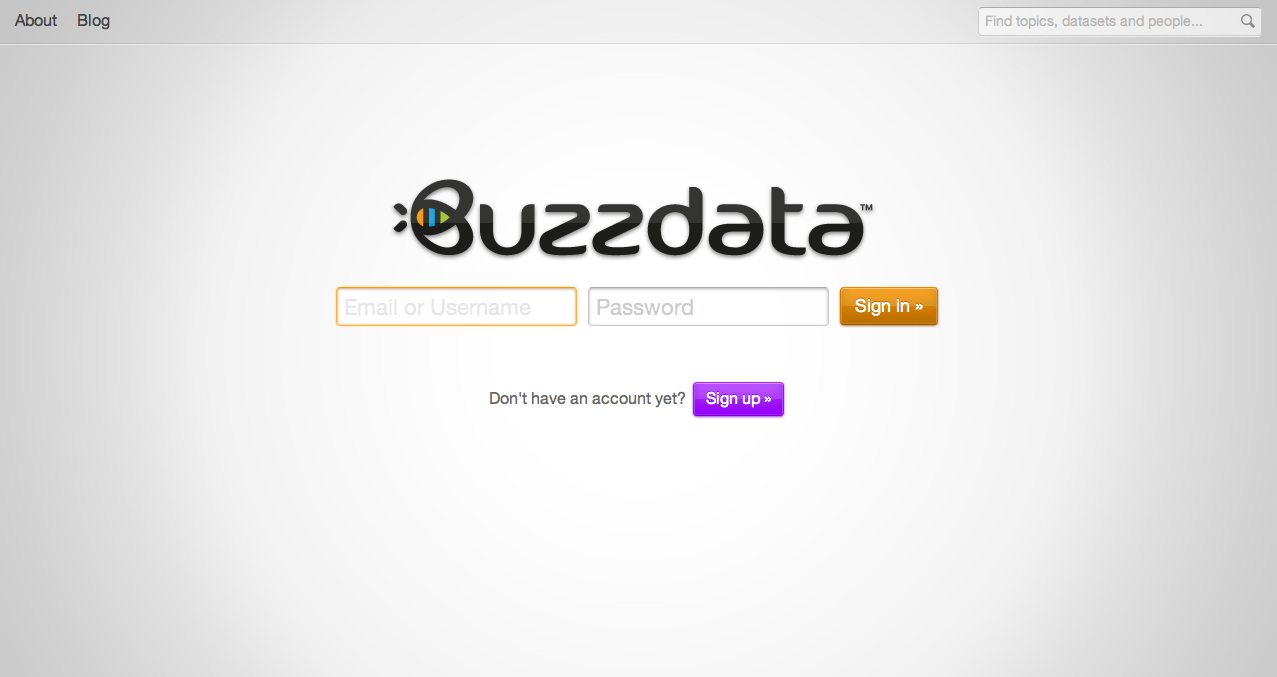 About Blog Find topics, datasets and people...
Buzzdata™
Email or Username Password Sign in »
Don't have an account yet? Sign up »